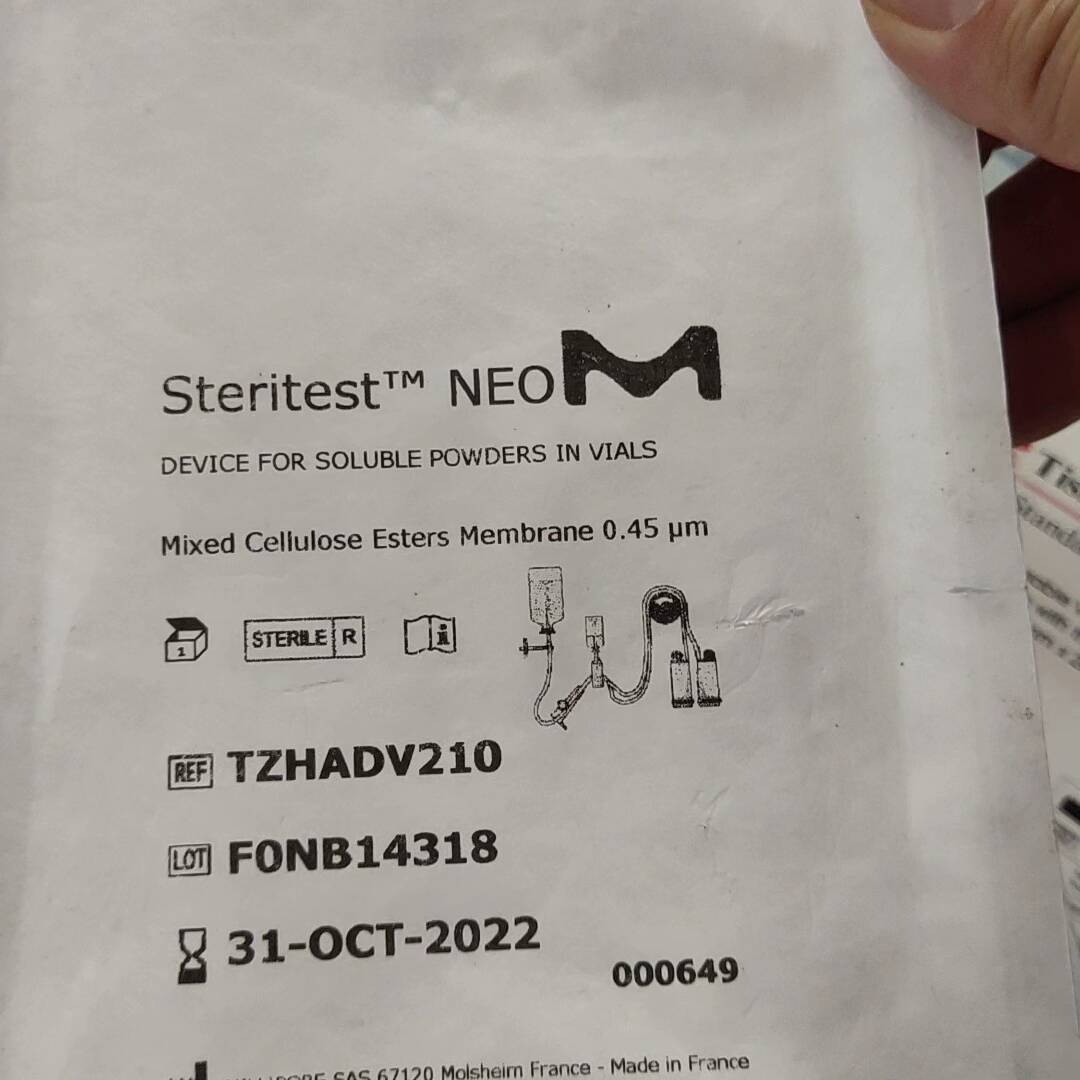 Steritest™ NEO
DEVICE FOR SOLUBLE POWDERS IN VIALS
Mixed Cellulose Esters Membrane 0.45 µm
1
STERILE R
i
REF TZHADV210
LOT F0NB14318
31-OCT-2022
000649
SAS 67120 Molsheim France - Made in France